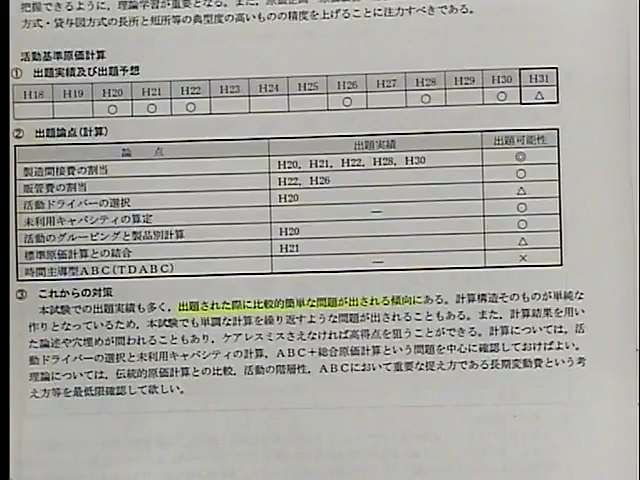 把握できるように，理論学習が重要となる。また，
方式・貸与図方式の長所と短所等の典型度の高いものの精度を上げることに注力すべきである。
活動基準原価計算
① 出題実績及び出題予想
H18 H19 H20 H21 H22 H23 H24 H25 H26 H27 H28 H29 H30 H31
○ ○ ○ ○ ○ ○ △
② 出題論点(計算)
論 点 出題実績 出題可能性
製造間接費の割当 H20，H21，H22，H28，H30 ◎
販管費の割当 H22，H26 ○
活動ドライバーの選択 H20 △
未利用キャパシティの算定 ― ○
活動のグルーピングと製品別計算 H20 ○
標準原価計算との結合 H21 △
時間主導型ＡＢＣ(ＴＤＡＢＣ) ― ×
③ これからの対策
本試験での出題実績も多く，出題された際に比較的簡単な問題が出される傾向にある。計算構造そのものが単純な
作りとなっているため，本試験でも単調な計算を繰り返すような問題が出されることもある。また，計算結果を用い
た論述や穴埋めが問われることもあり，ケアレスミスさえなければ高得点を狙うことができる。計算については，活
動ドライバーの選択と未利用キャパシティの計算，ＡＢＣ＋総合原価計算という問題を中心に確認しておけばよい。
理論については，伝統的原価計算との比較，活動の階層性，ＡＢＣにおいて重要な捉え方である長期変動費という考
え方等を最低限確認して欲しい。